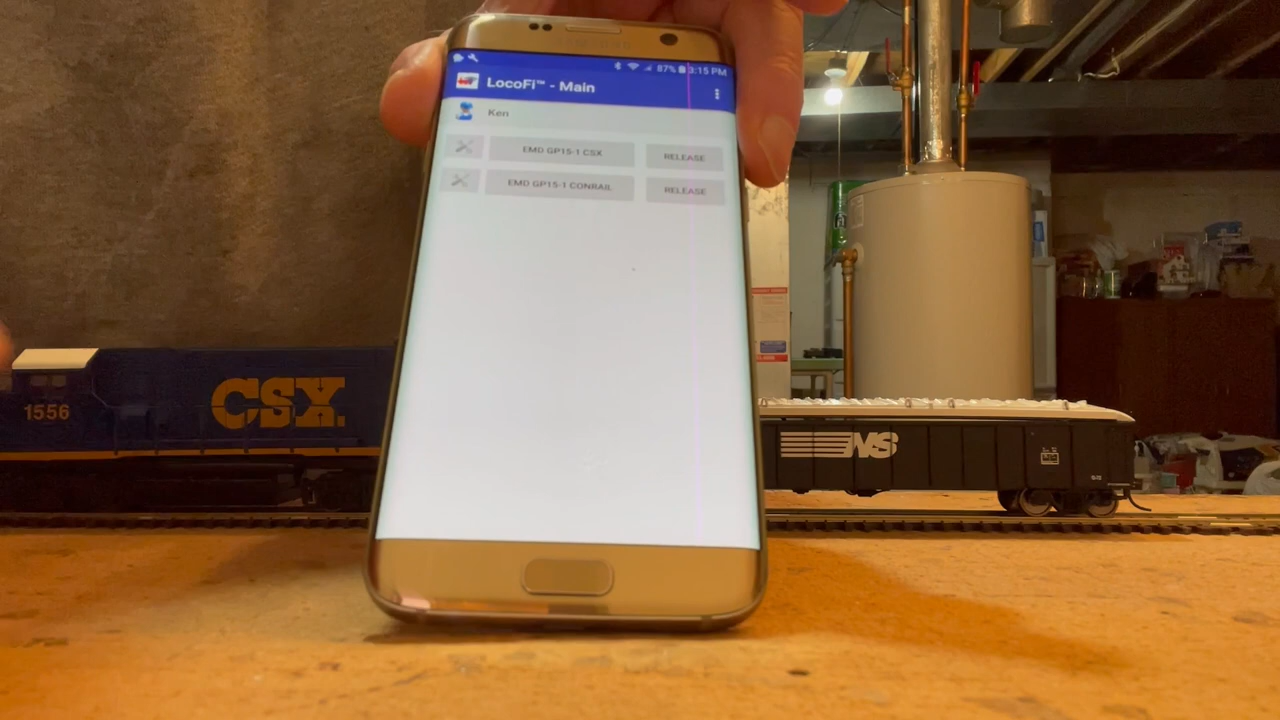 SAMSUNG
87% 3:15 PM
LocoFi™ - Main
Ken
EMD GP15-1 CSX
RELEASE
EMD GP15-1 CONRAIL
RELEASE
1556
CSX
NS